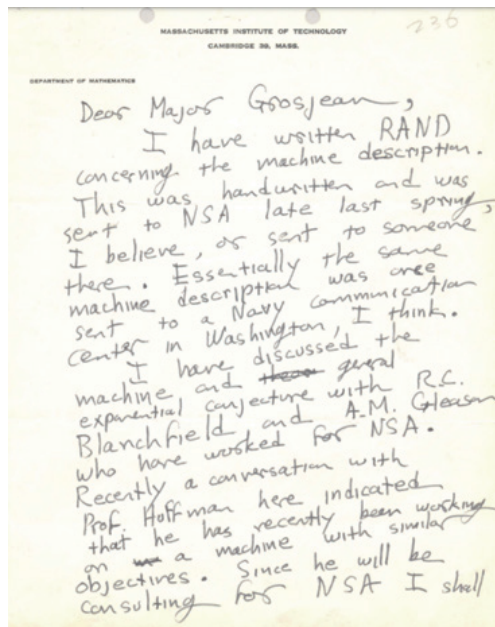 236
MASSACHUSETTS INSTITUTE OF TECHNOLOGY
CAMBRIDGE 39, MASS.
DEPARTMENT OF MATHEMATICS
Dear Major Grosjean,
I have written RAND
concerning the machine description.
This was handwritten and was
sent to NSA late last spring,
I believe, or sent to someone
there. Essentially the same
machine description was once
sent to a Navy communication
center in Washington, I think.
I have discussed the
machine and general
exponential conjecture with R.C.
Blanchfield and A.M. Gleason
who have worked for NSA.
Recently a conversation with
Prof. Hoffman here indicated
that he has recently been working
on a machine with similar
objectives. Since he will be
consulting for NSA I shall